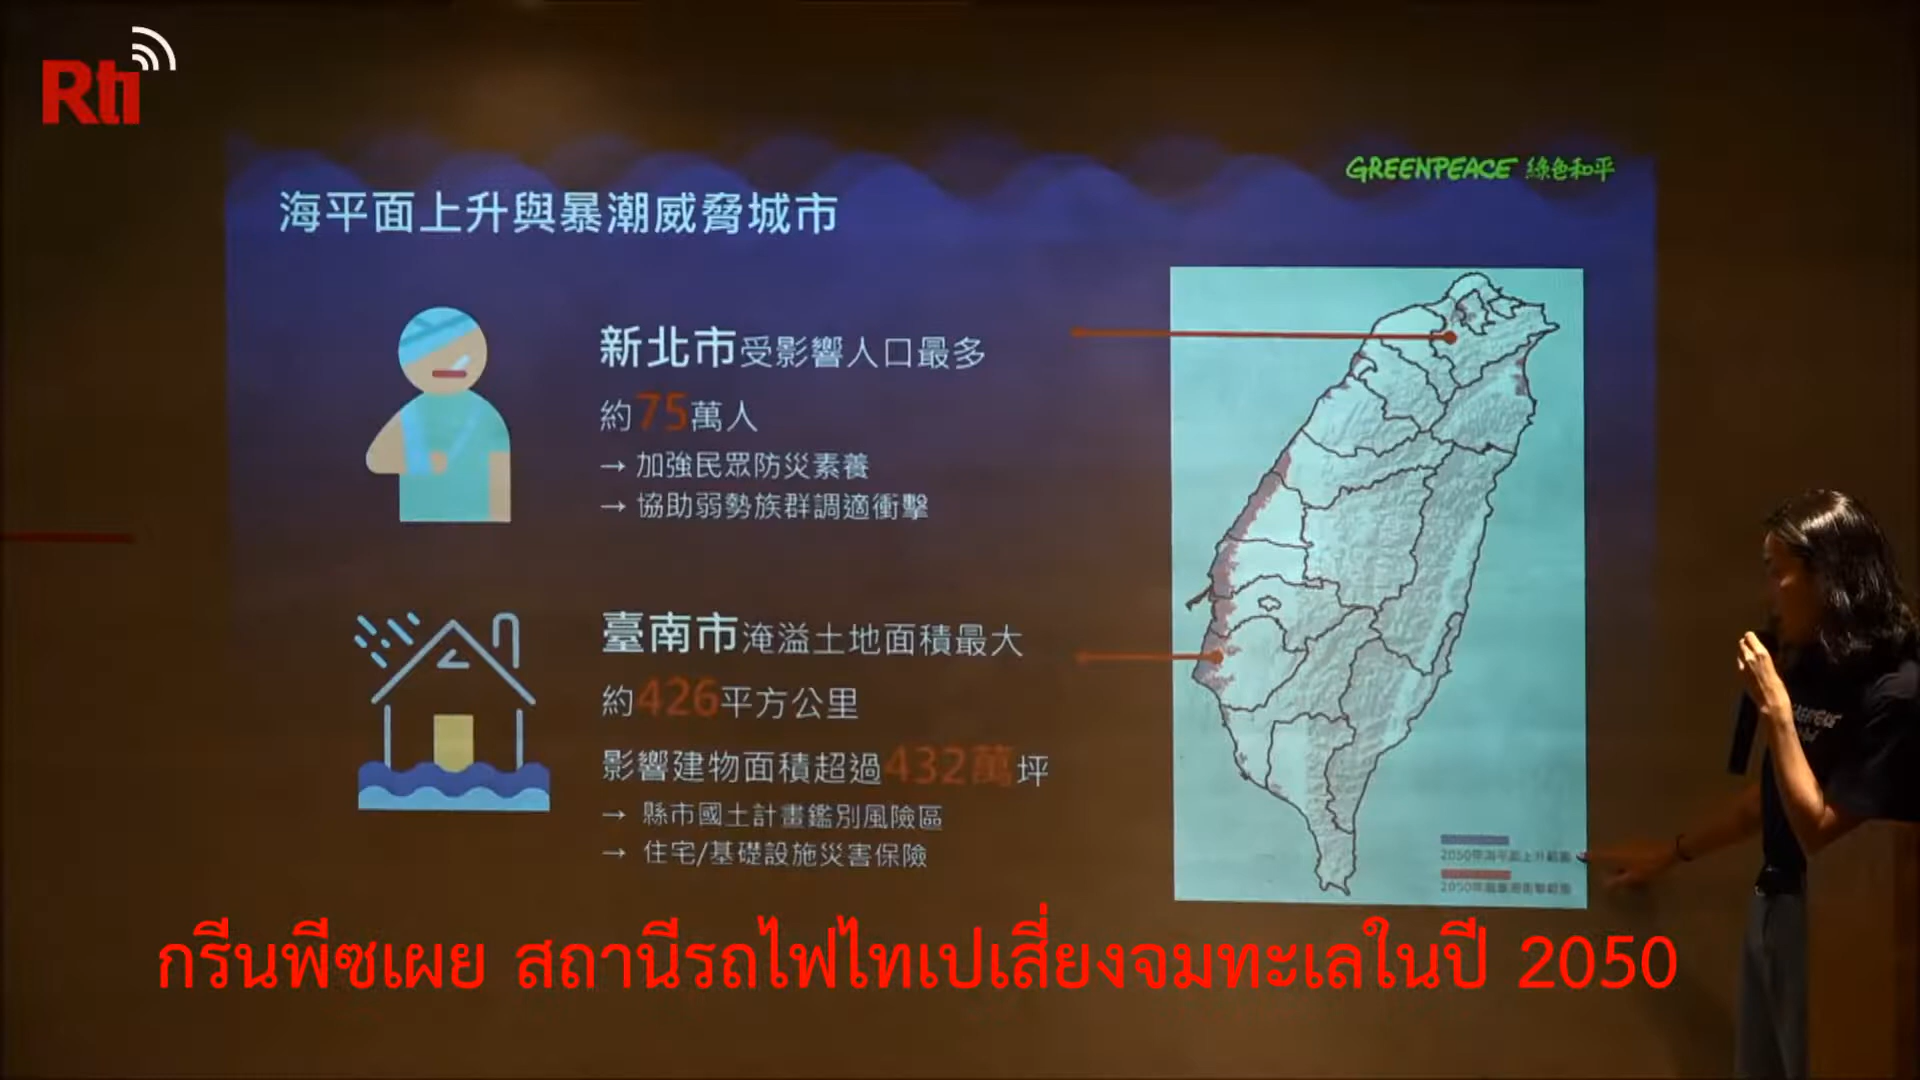 Rti
GREENPEACE 綠色和平
海平面上升與暴潮威脅城市
新北市受影響人口最多
約75萬人
→ 加強民眾防災素養
→ 協助弱勢族群調適衝擊
臺南市淹溢土地面積最大
約426平方公里
影響建物面積超過432萬坪
→ 縣市國土計畫鑑別風險區
→ 住宅/基礎設施災害保險
2050年海平面上升範圍
กรีนพีซเผย สถานีรถไฟไทเปเสี่ยงจมทะเลในปี 2050